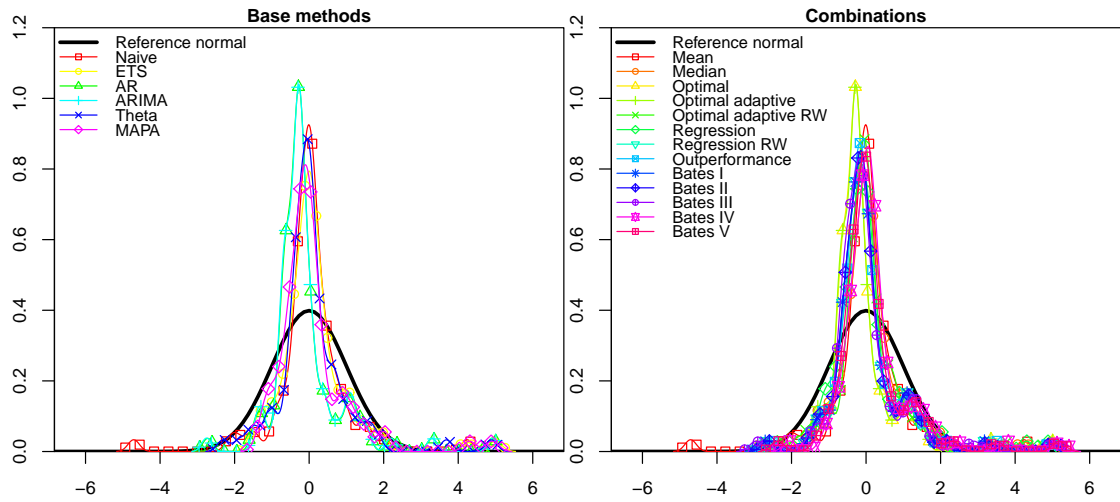 Base methods
1.2
1.0
0.8
0.6
0.4
0.2
0.0
Reference normal
Naive
ETS
AR
ARIMA
Theta
MAPA
−6 −4 −2 0 2 4 6
Combinations
1.2
1.0
0.8
0.6
0.4
0.2
0.0
Reference normal
Mean
Median
Optimal
Optimal adaptive
Optimal adaptive RW
Regression
Regression RW
Outperformance
Bates I
Bates II
Bates III
Bates IV
Bates V
−6 −4 −2 0 2 4 6